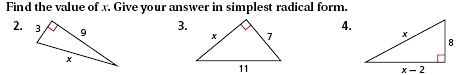 Find the value of x. Give your answer in simplest radical form.
2. 3 9 x
3. x 7 11
4. x 8 x – 2